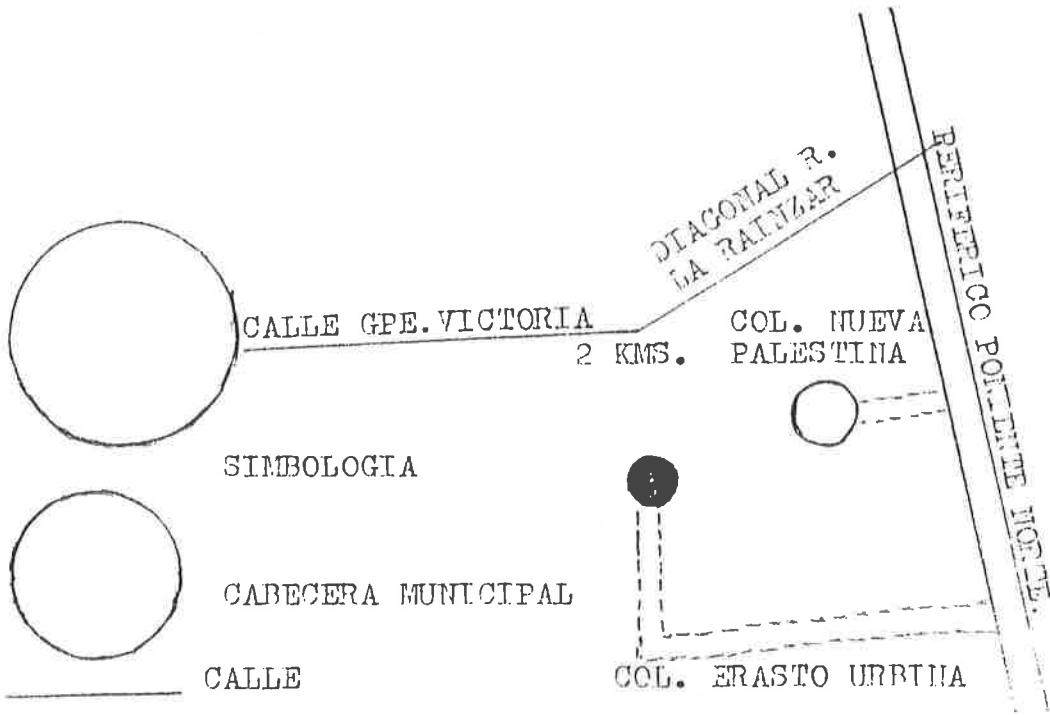 DIAGONAL R.
LA RAINZAR
PERIFERICO PONIENTE NORTE.
CALLE GPE.VICTORIA
2 KMS.
COL. NUEVA
PALESTINA
SIMBOLOGIA
CABECERA MUNICIPAL
CALLE
COL. ERASTO URBINA